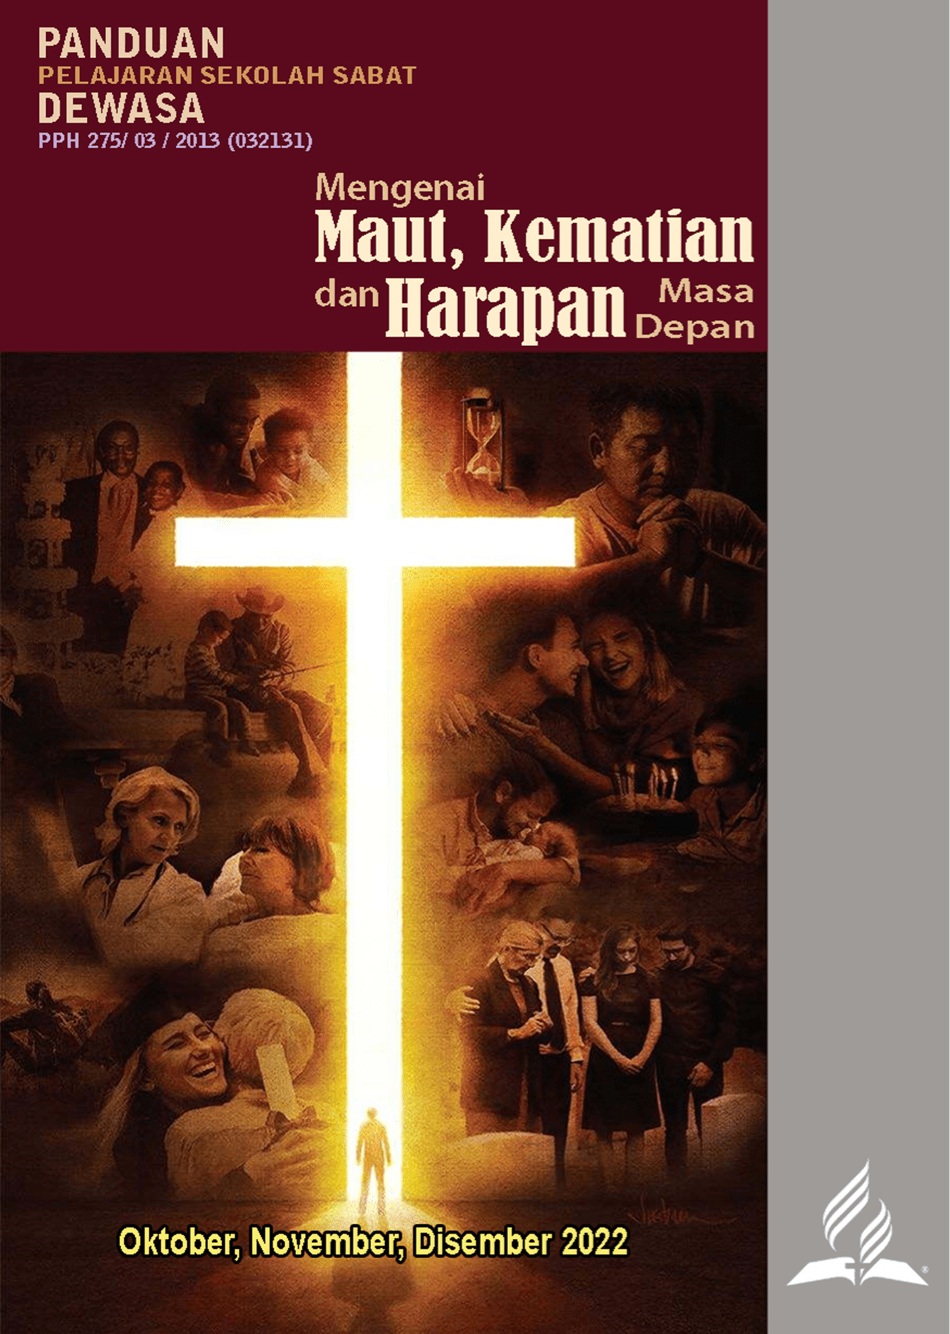 PANDUAN
PELAJARAN SEKOLAH SABAT
DEWASA
PPH 275/ 03 / 2013 (032131)
Mengenai
Maut, Kematian
dan Harapan Masa Depan
Oktober, November, Disember 2022
®